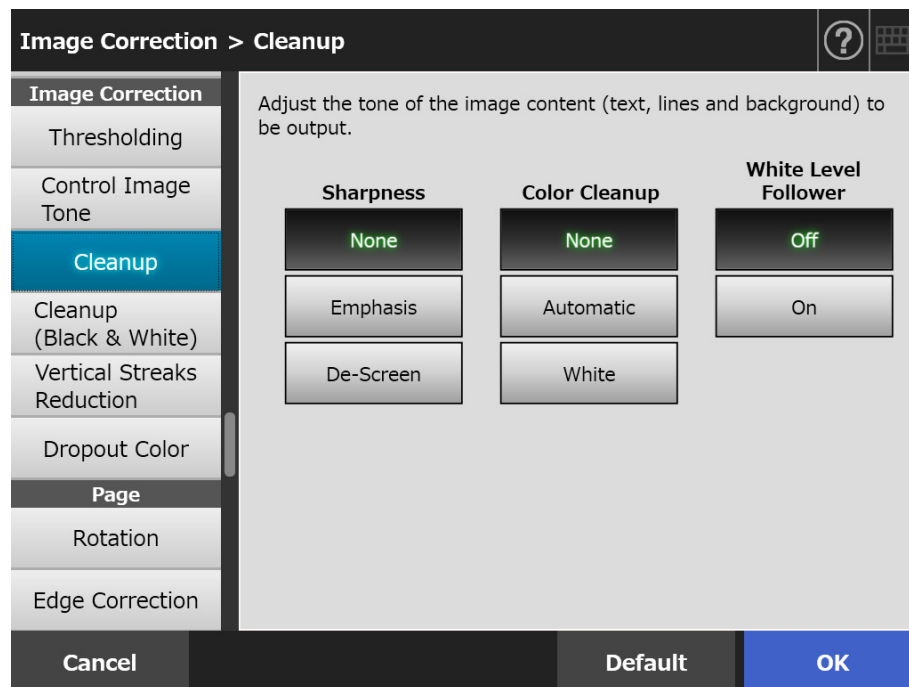 Image Correction > Cleanup
?
Image Correction
Thresholding
Control Image
Tone
Cleanup
Cleanup
(Black & White)
Vertical Streaks
Reduction
Dropout Color
Page
Rotation
Edge Correction
Adjust the tone of the image content (text, lines and background) to
be output.
Sharpness
None
Emphasis
De-Screen
Color Cleanup
None
Automatic
White
White Level
Follower
Off
On
Cancel
Default
OK